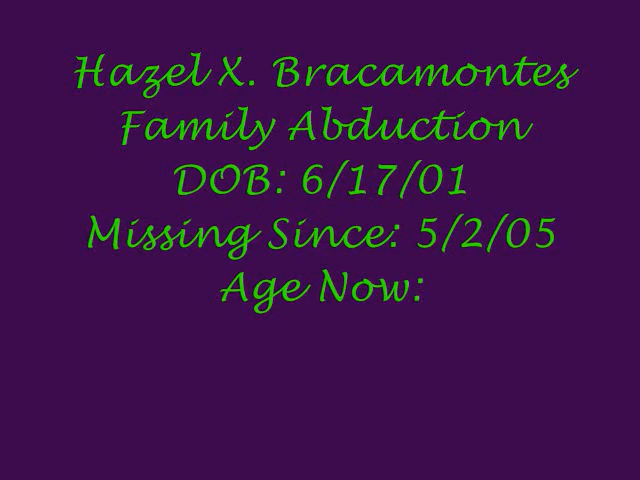 Hazel X. Bracamontes
Family Abduction
DOB: 6/17/01
Missing Since: 5/2/05
Age Now: